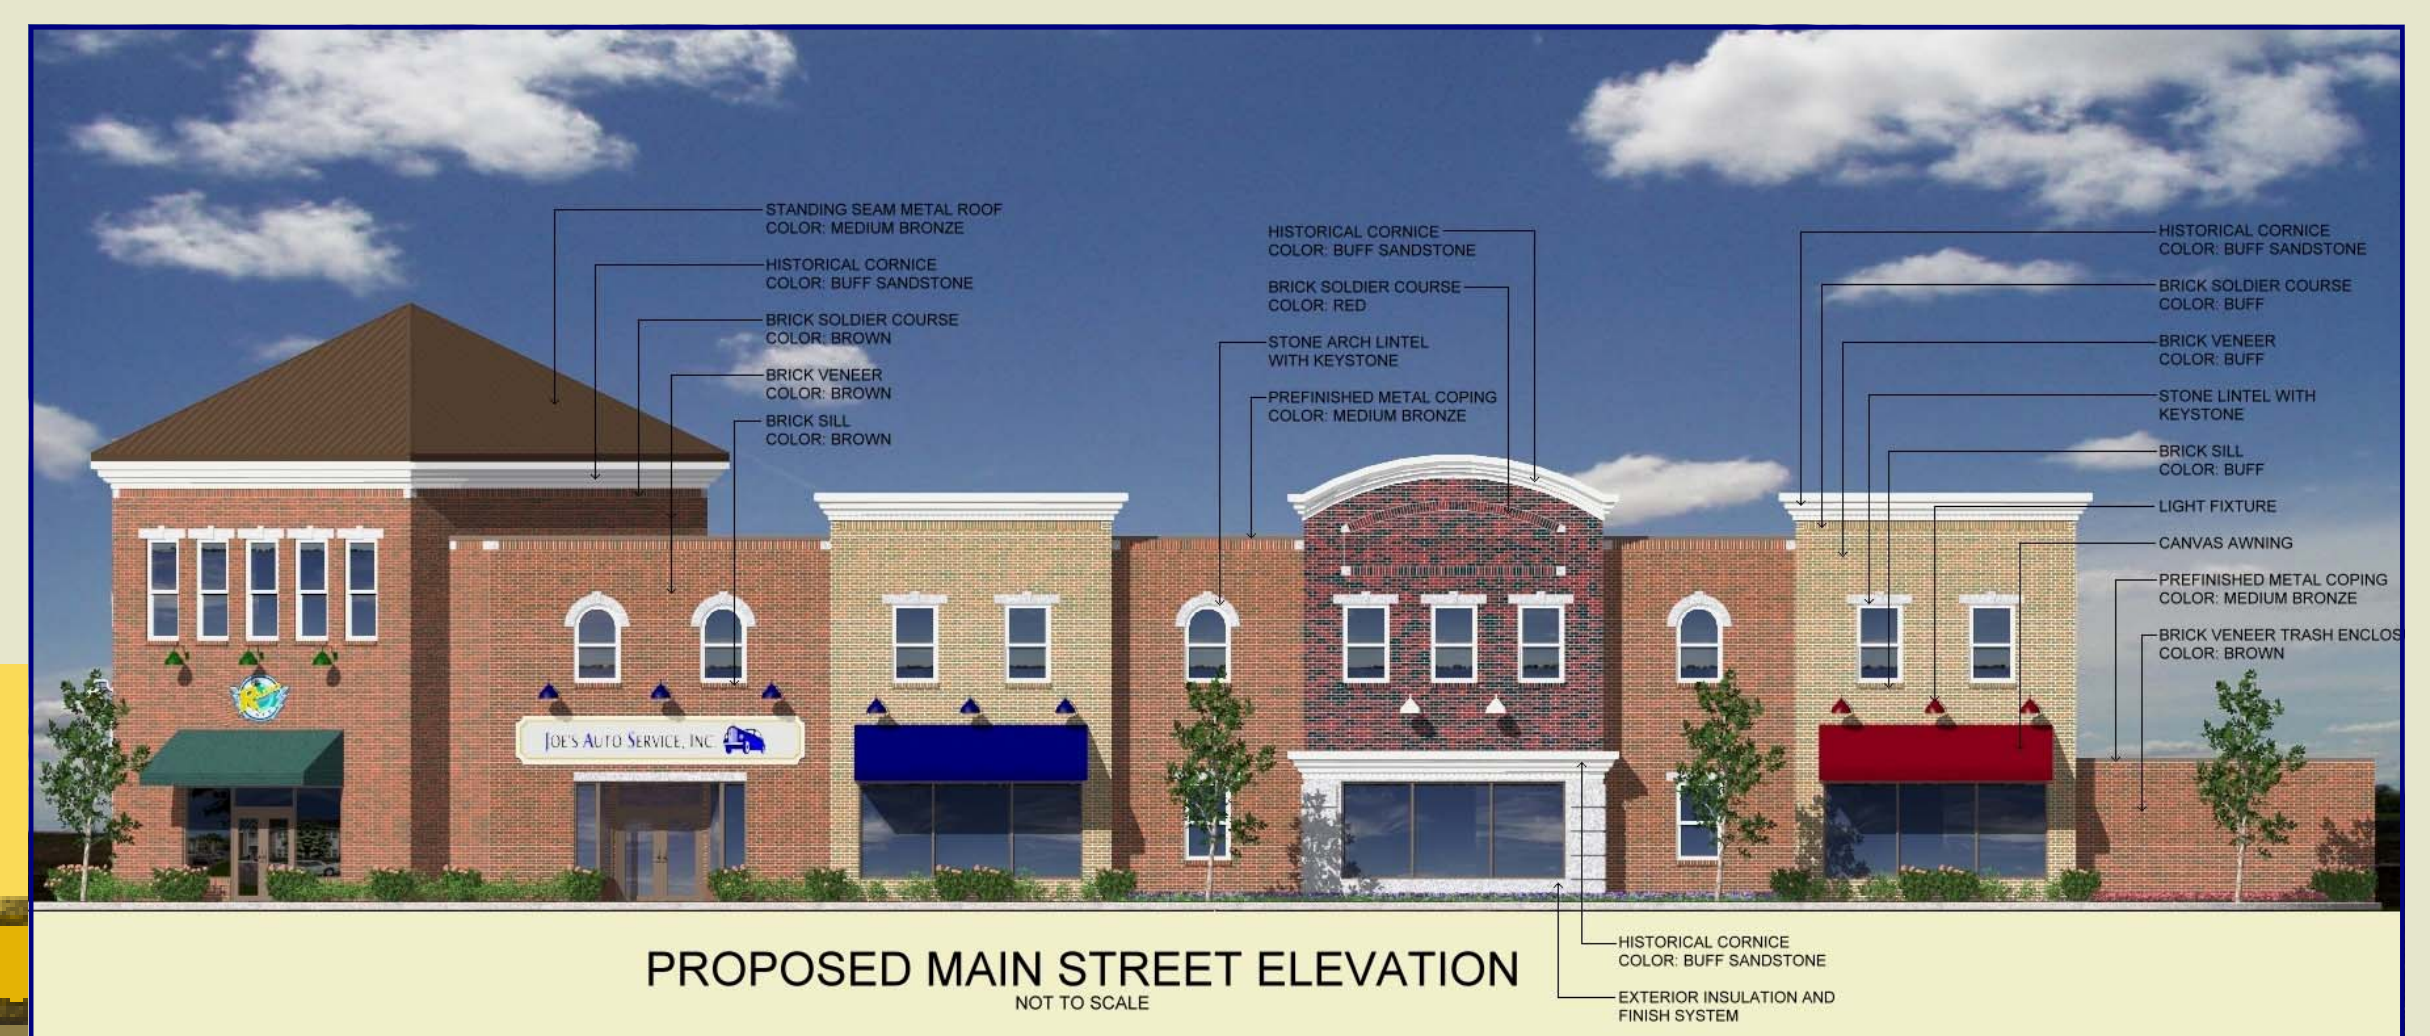 STANDING SEAM METAL ROOF
COLOR: MEDIUM BRONZE
HISTORICAL CORNICE
COLOR: BUFF SANDSTONE
BRICK SOLDIER COURSE
COLOR: BROWN
BRICK VENEER
COLOR: BROWN
BRICK SILL
COLOR: BROWN
HISTORICAL CORNICE
COLOR: BUFF SANDSTONE
BRICK SOLDIER COURSE
COLOR: RED
STONE ARCH LINTEL
WITH KEYSTONE
PREFINISHED METAL COPING
COLOR: MEDIUM BRONZE
HISTORICAL CORNICE
COLOR: BUFF SANDSTONE
BRICK SOLDIER COURSE
COLOR: BUFF
BRICK VENEER
COLOR: BUFF
STONE LINTEL WITH
KEYSTONE
BRICK SILL
COLOR: BUFF
LIGHT FIXTURE
CANVAS AWNING
PREFINISHED METAL COPING
COLOR: MEDIUM BRONZE
BRICK VENEER TRASH ENCLOS
COLOR: BROWN
JOE'S AUTO SERVICE, INC.
HISTORICAL CORNICE
COLOR: BUFF SANDSTONE
EXTERIOR INSULATION AND
FINISH SYSTEM
PROPOSED MAIN STREET ELEVATION
NOT TO SCALE